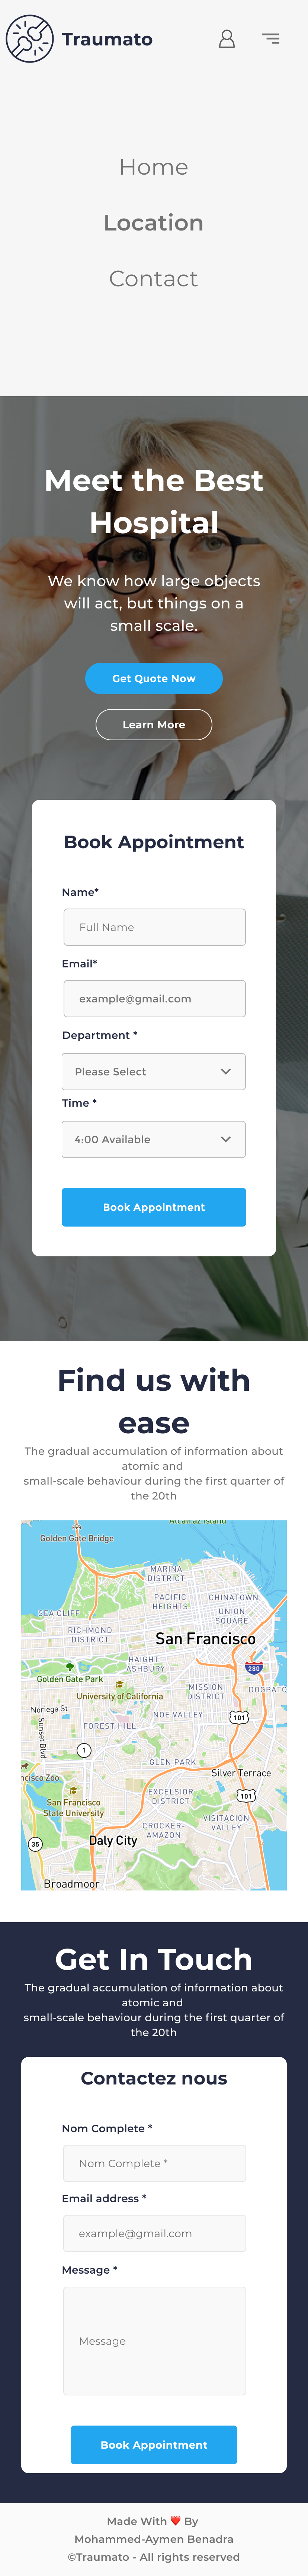 Traumato
Home
Location
Contact
Meet the Best
Hospital
We know how large objects
will act, but things on a
small scale.
Get Quote Now
Learn More
Book Appointment
Name*
Full Name
Email*
example@gmail.com
Department *
Please Select
Time *
4:00 Available
Book Appointment
Find us with
ease
The gradual accumulation of information about
atomic and
small-scale behaviour during the first quarter of
the 20th
Alcatraz Island
Golden Gate Bridge
MARINA
DISTRICT
PACIFIC
HEIGHTS
CHINATOWN
UNION
SQUARE
SEA CLIFF
RICHMOND
DISTRICT
San Francisco
HAIGHT-
ASHBURY
280
Golden Gate Park
University of California
MISSION
DISTRICT
DOGPATC
Noriega St
NOE VALLEY
101
FOREST HILL
Sunset Blvd
1
GLEN PARK
ncisco Zoo
Silver Terrace
EXCELSIOR
DISTRICT
101
San Francisco
State University
VISITACION
VALLEY
CROCKER-
AMAZON
35
Daly City
Broadmoor
Get In Touch
The gradual accumulation of information about
atomic and
small-scale behaviour during the first quarter of
the 20th
Contactez nous
Nom Complete *
Nom Complete *
Email address *
example@gmail.com
Message *
Message
Book Appointment
Made With ❤️ By
Mohammed-Aymen Benadra
©Traumato - All rights reserved